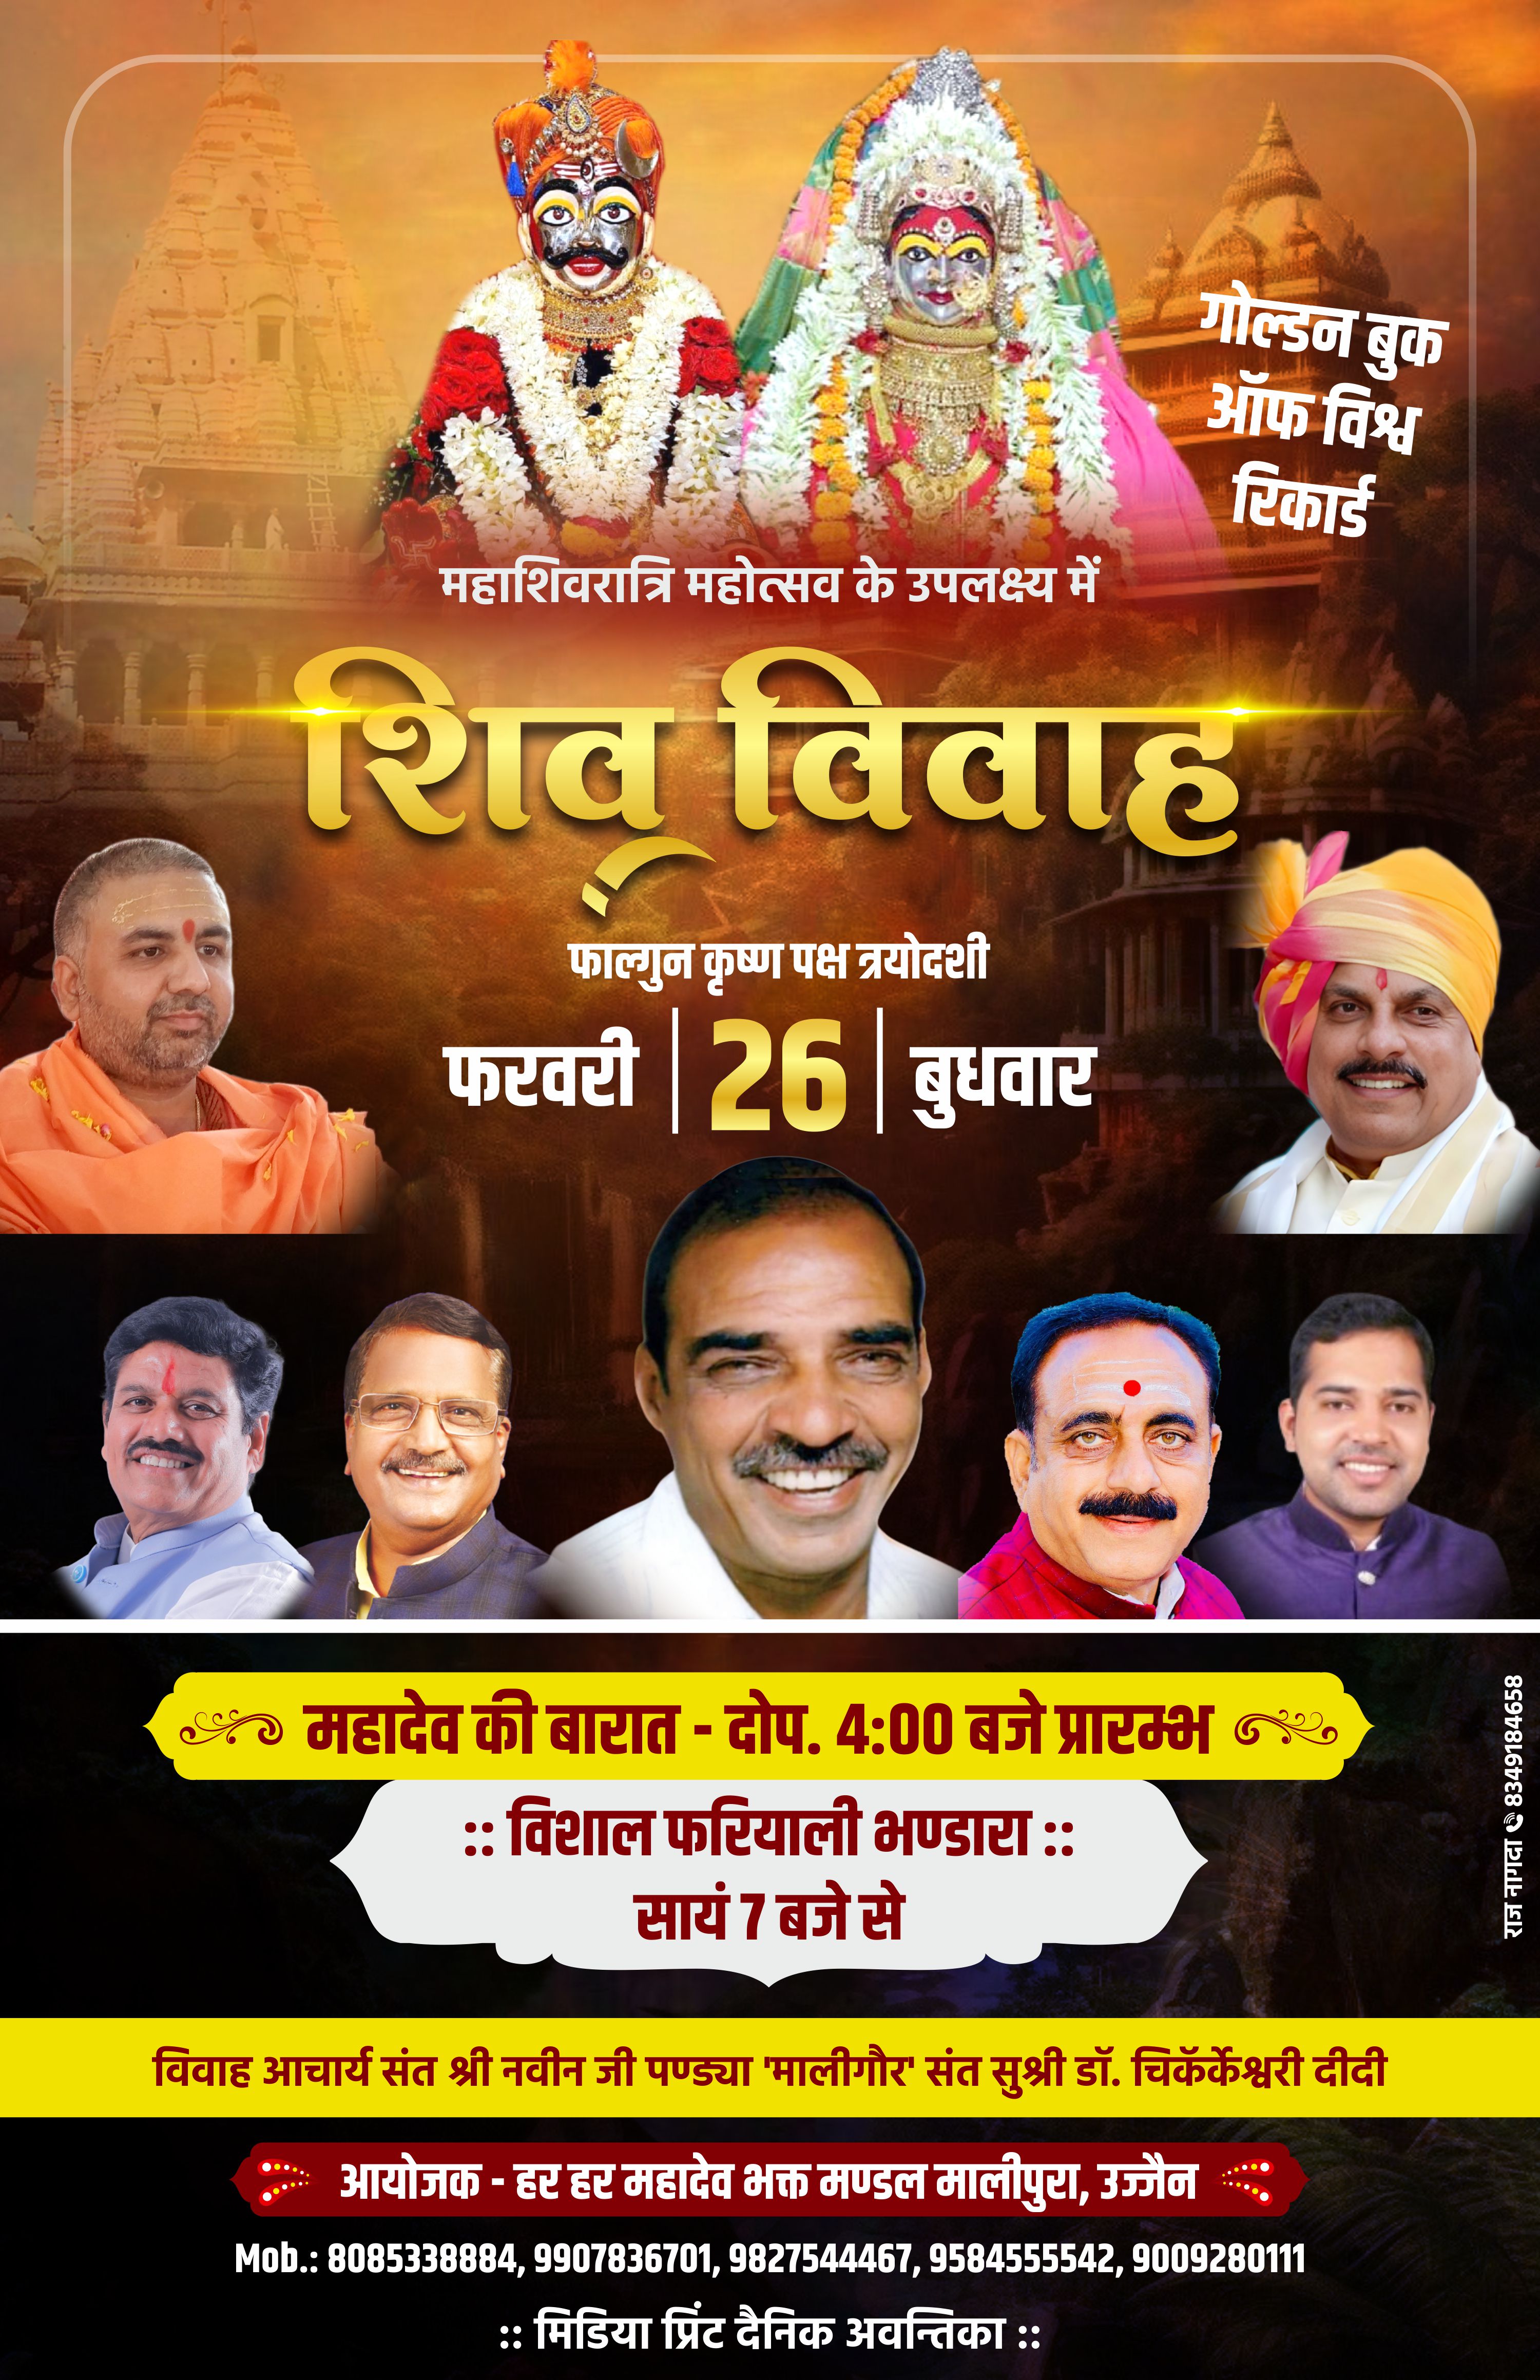 गोल्डन बुक
ऑफ विश्व
रिकार्ड
महाशिवरात्रि महोत्सव के उपलक्ष्य में
शिव विवाह
फाल्गुन कृष्ण पक्ष त्रयोदशी
फरवरी | 26 | बुधवार
महादेव की बारात - दोप. 4:00 बजे प्रारम्भ
:: विशाल फरियाली भण्डारा ::
सायं 7 बजे से
राज नागदा 8349184658
विवाह आचार्य संत श्री नवीन जी पण्ड्या 'मालीगौर' संत सुश्री डॉ. चिकॅर्केश्वरी दीदी
आयोजक - हर हर महादेव भक्त मण्डल मालीपुरा, उज्जैन
Mob.: 8085338884, 9907836701, 9827544467, 9584555542, 9009280111
:: मिडिया प्रिंट दैनिक अवन्तिका ::